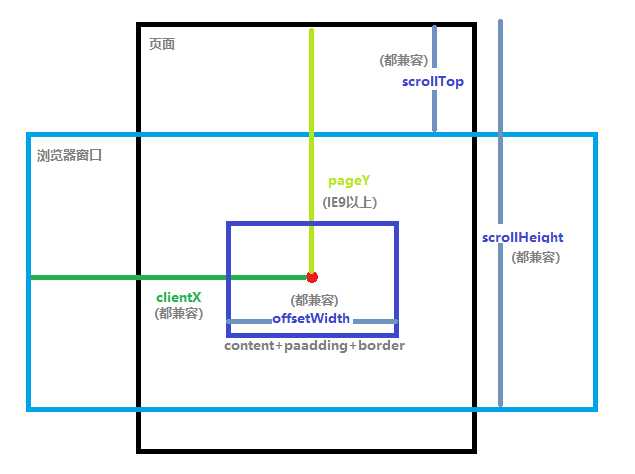 页面
(都兼容)
scrollTop
浏览器窗口
pageY
(IE9以上)
scrollHeight
(都兼容)
clientX
(都兼容)
(都兼容)
offsetWidth
content+paadding+border